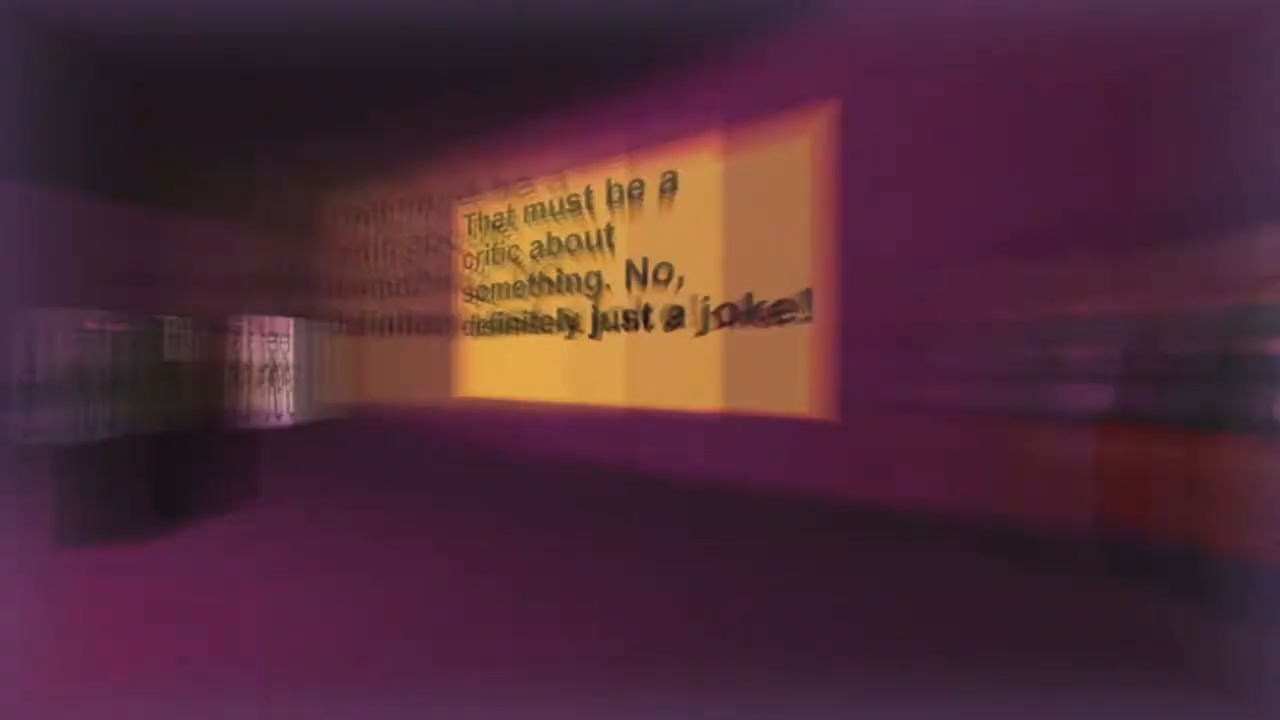 That must be a
critic about
something. No,
definitely just a joke!